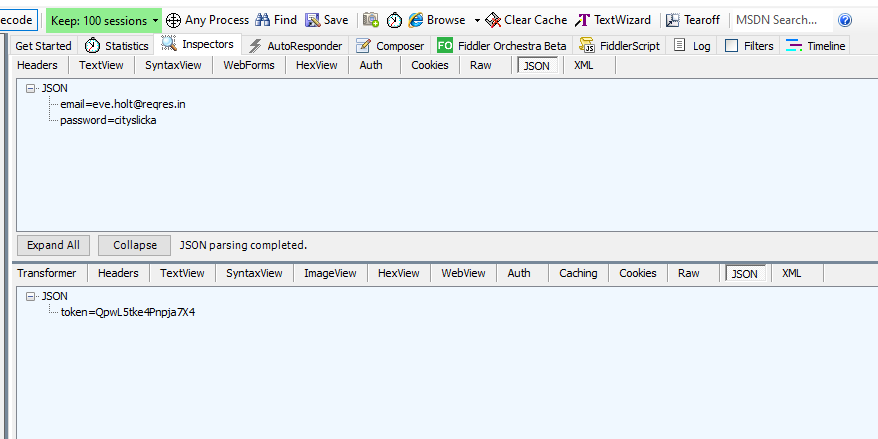 ecode Keep: 100 sessions Any Process Find Save Browse Clear Cache TextWizard Tearoff MSDN Search...
Get Started Statistics Inspectors AutoResponder Composer FO Fiddler Orchestra Beta FiddlerScript Log Filters Timeline
Headers TextView SyntaxView WebForms HexView Auth Cookies Raw JSON XML
JSON
email=eve.holt@reqres.in
password=cityslicka
Expand All Collapse JSON parsing completed.
Transformer Headers TextView SyntaxView ImageView HexView WebView Auth Caching Cookies Raw JSON XML
JSON
token=QpwL5tke4Pnpja7X4